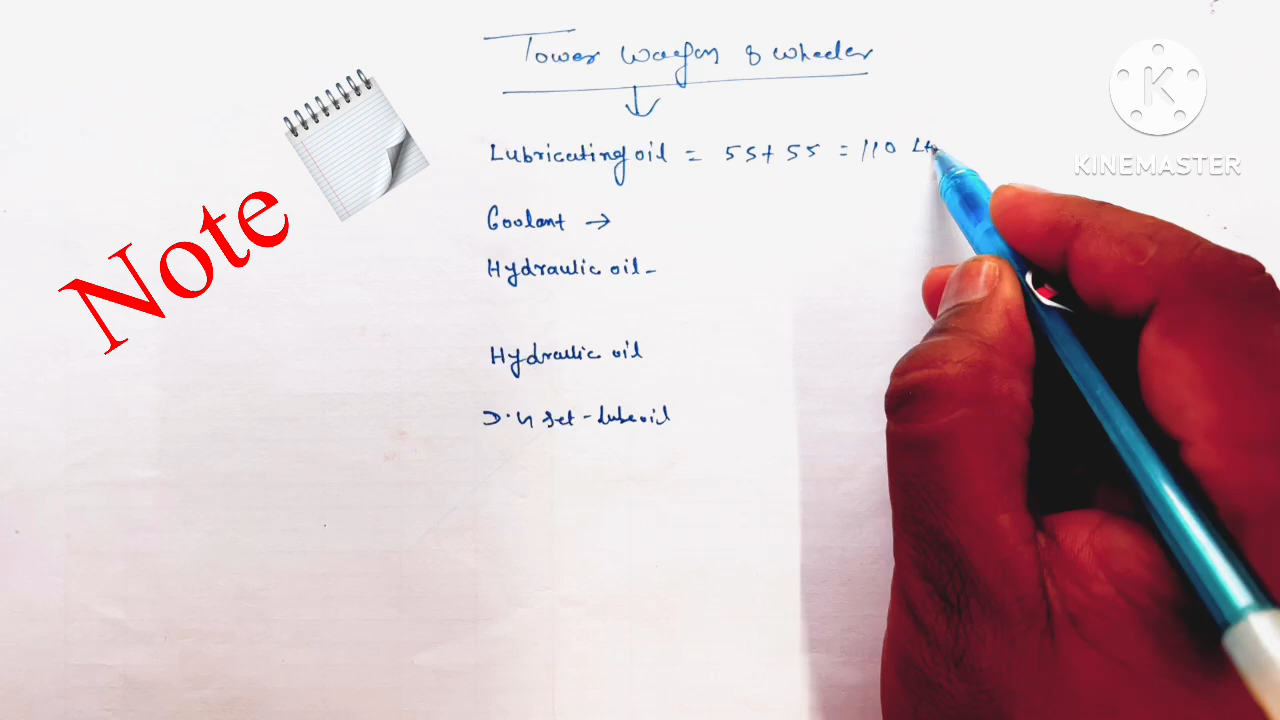 Tower Wagon 8 wheeler
Lubricating oil = 55+55 = 110 Lt
Coolant →
Hydraulic oil -
Hydraulic oil
D.G set - Lube oil
Note
K
KINEMASTER